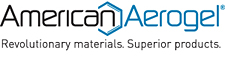 AmericanAerogel®
Revolutionary materials. Superior products.